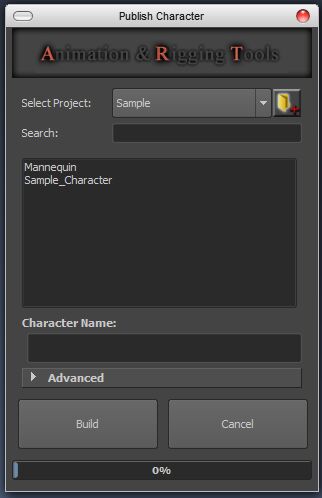 Publish Character
Animation & Rigging Tools
Select Project:
Sample
Search:
Mannequin
Sample_Character
Character Name:
Advanced
Build
Cancel
0%